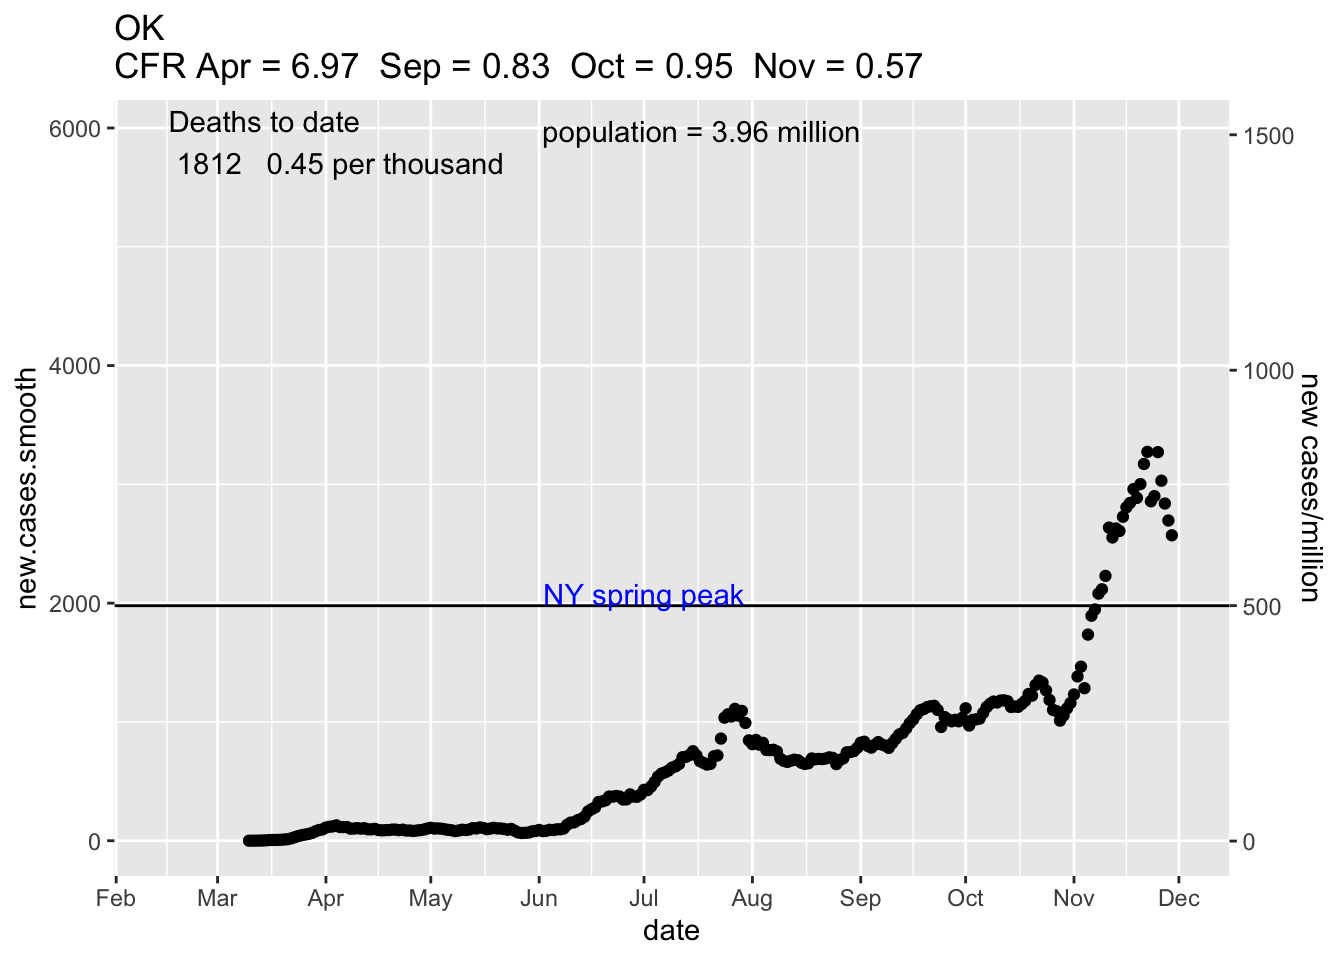 OK
CFR Apr = 6.97  Sep = 0.83  Oct = 0.95  Nov = 0.57
Deaths to date
1812   0.45 per thousand
population = 3.96 million
NY spring peak
new.cases.smooth
6000
4000
2000
0
1500
1000
500
0
new cases/million
Feb Mar Apr May Jun Jul Aug Sep Oct Nov Dec
date